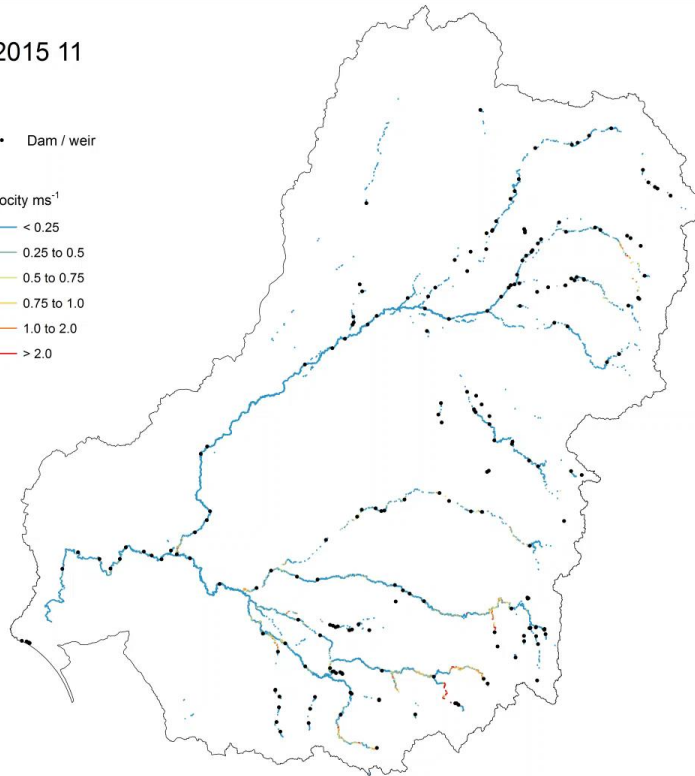 2015 11
Dam / weir
ocity ms⁻¹
< 0.25
0.25 to 0.5
0.5 to 0.75
0.75 to 1.0
1.0 to 2.0
> 2.0